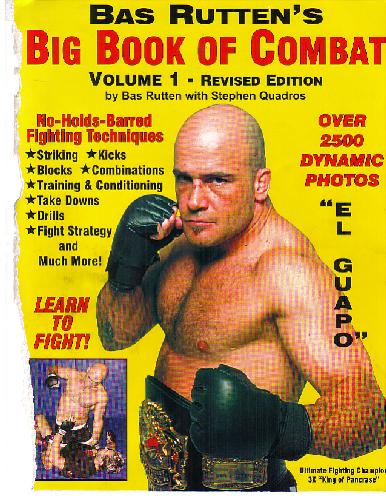 BAS RUTTEN'S
BIG BOOK OF COMBAT
VOLUME 1 - REVISED EDITION
by Bas Rutten with Stephen Quadros
No-Holds-Barred
Fighting Techniques
★Striking ★Kicks
★Blocks ★Combinations
★Training & Conditioning
★Take Downs
★Drills
★Fight Strategy
and
Much More!
LEARN
TO
FIGHT!
OVER
2500
DYNAMIC
PHOTOS
"EL GUAPO"
Ultimate Fighting Champion
3X "King of Pancrase"